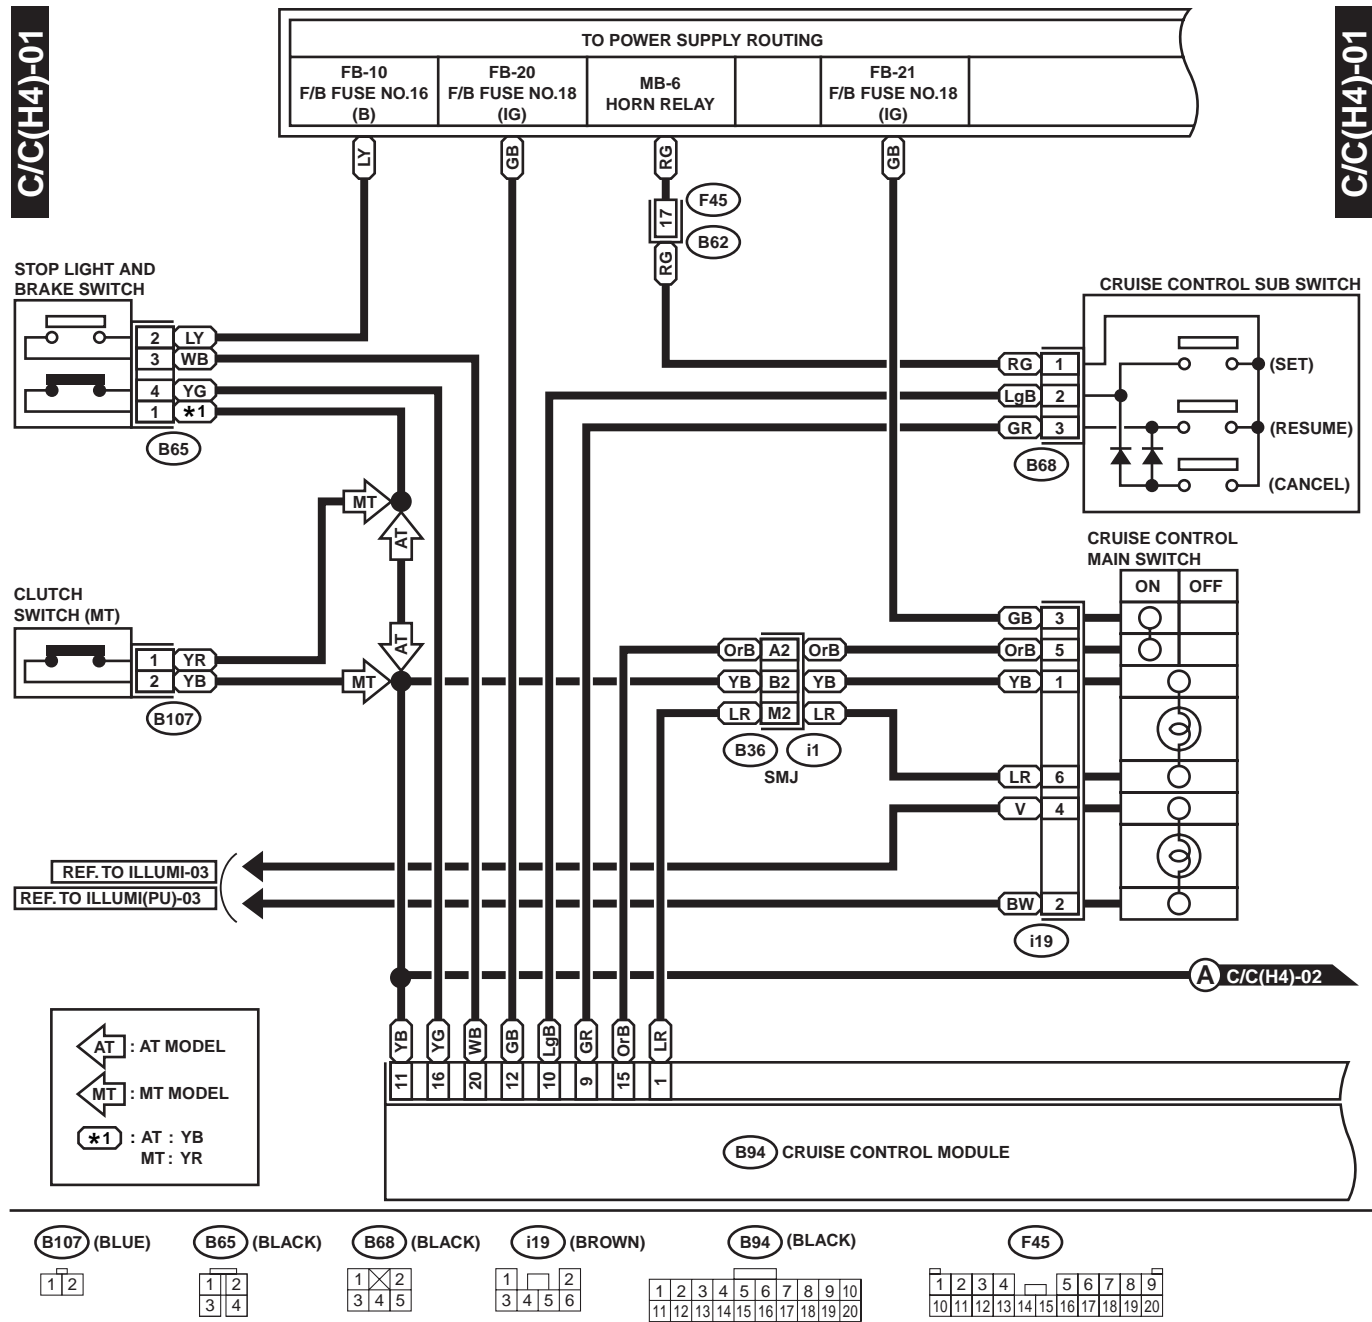 C/C(H4)-01
C/C(H4)-01
TO POWER SUPPLY ROUTING
FB-10
F/B FUSE NO.16
(B)
FB-20
F/B FUSE NO.18
(IG)
MB-6
HORN RELAY
FB-21
F/B FUSE NO.18
(IG)
LY
GB
RG
GB
17
F45
B62
RG
STOP LIGHT AND
BRAKE SWITCH
2 LY
3 WB
4 YG
1 *1
B65
CRUISE CONTROL SUB SWITCH
RG 1
LgB 2
GR 3
B68
(SET)
(RESUME)
(CANCEL)
MT
AT
AT
MT
CLUTCH
SWITCH (MT)
1 YR
2 YB
B107
CRUISE CONTROL
MAIN SWITCH
ON OFF
GB 3
OrB A2 OrB
OrB 5
YB B2 YB
YB 1
LR M2 LR
B36 i1
SMJ
LR 6
V 4
BW 2
i19
REF. TO ILLUMI-03
REF. TO ILLUMI(PU)-03
A C/C(H4)-02
AT : AT MODEL
MT : MT MODEL
*1 : AT : YB
MT : YR
YB YG WB GB LgB GR OrB LR
11 16 20 12 10 9 15 1
B94 CRUISE CONTROL MODULE
B107 (BLUE)
1 2
B65 (BLACK)
1 2
3 4
B68 (BLACK)
1 2
3 4 5
i19 (BROWN)
1 2
3 4 5 6
B94 (BLACK)
1 2 3 4 5 6 7 8 9 10
11 12 13 14 15 16 17 18 19 20
F45
1 2 3 4 5 6 7 8 9
10 11 12 13 14 15 16 17 18 19 20